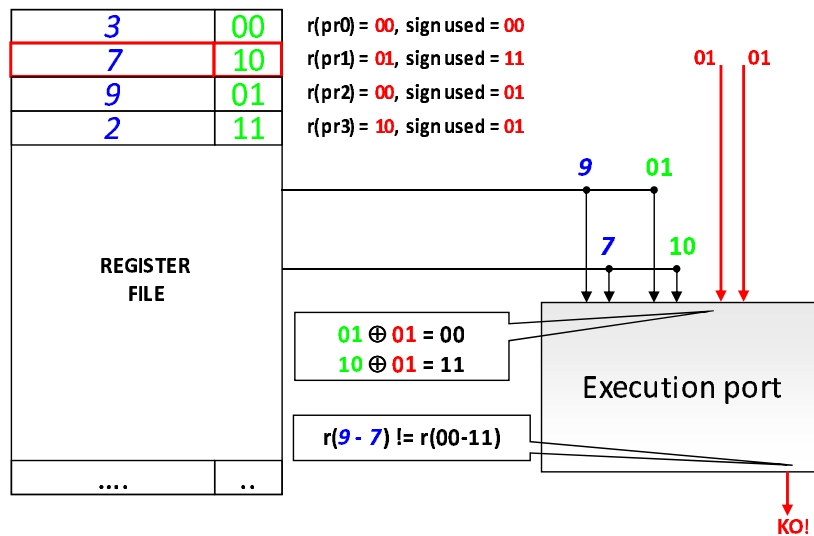 3 00 r(pr0) = 00, sign used = 00
7 10 r(pr1) = 01, sign used = 11
9 01 r(pr2) = 00, sign used = 01
2 11 r(pr3) = 10, sign used = 01
01 01
9 01
7 10
REGISTER
FILE
01 ⊕ 01 = 00
10 ⊕ 01 = 11
Execution port
r(9 - 7) != r(00-11)
.... ..
KO!